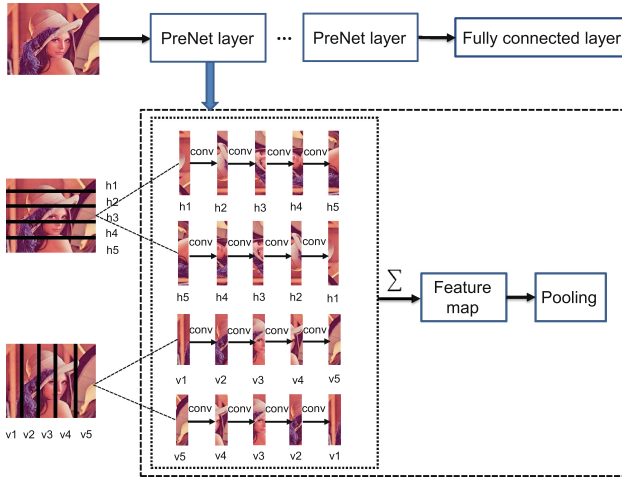 PreNet layer ... PreNet layer Fully connected layer
conv conv conv conv
h1 h2 h3 h4 h5
h1
h2
h3
h4
h5
conv conv conv conv
h5 h4 h3 h2 h1
∑
Feature map
Pooling
conv conv conv conv
v1 v2 v3 v4 v5
v1 v2 v3 v4 v5
conv conv conv conv
v5 v4 v3 v2 v1